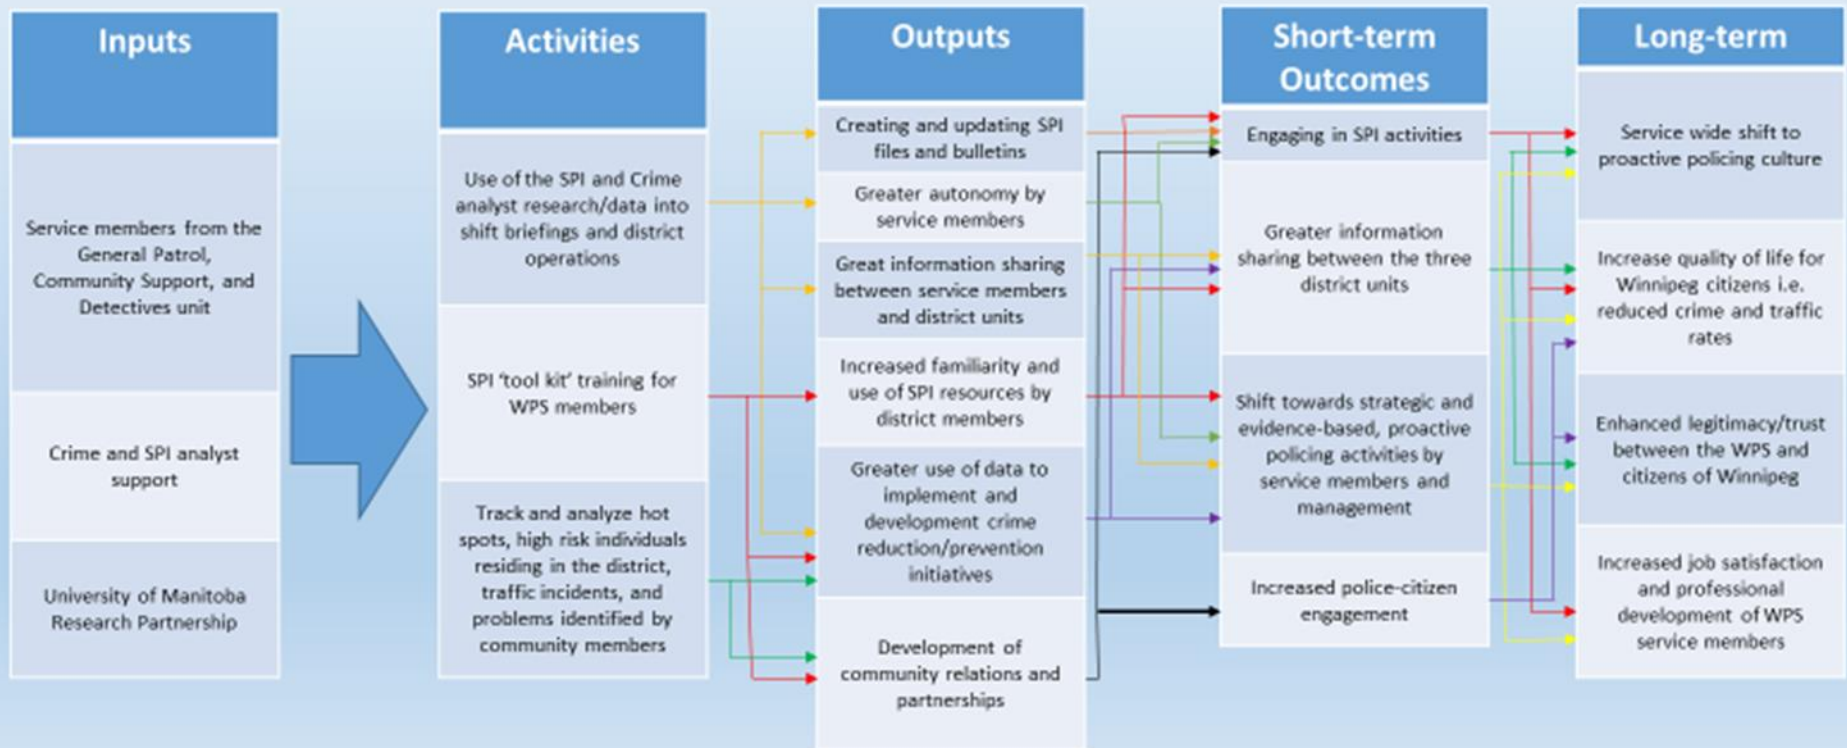 Inputs
Service members from the
General Patrol,
Community Support, and
Detectives unit
Crime and SPI analyst
support
University of Manitoba
Research Partnership
Activities
Use of the SPI and Crime
analyst research/data into
shift briefings and district
operations
SPI ‘tool kit’ training for
WPS members
Track and analyze hot
spots, high risk individuals
residing in the district,
traffic incidents, and
problems identified by
community members
Outputs
Creating and updating SPI
files and bulletins
Greater autonomy by
service members
Great information sharing
between service members
and district units
Increased familiarity and
use of SPI resources by
district members
Greater use of data to
implement and
development crime
reduction/prevention
initiatives
Development of
community relations and
partnerships
Short-term
Outcomes
Engaging in SPI activities
Greater information
sharing between the three
district units
Shift towards strategic and
evidence-based, proactive
policing activities by
service members and
management
Increased police-citizen
engagement
Long-term
Service wide shift to
proactive policing culture
Increase quality of life for
Winnipeg citizens i.e.
reduced crime and traffic
rates
Enhanced legitimacy/trust
between the WPS and
citizens of Winnipeg
Increased job satisfaction
and professional
development of WPS
service members